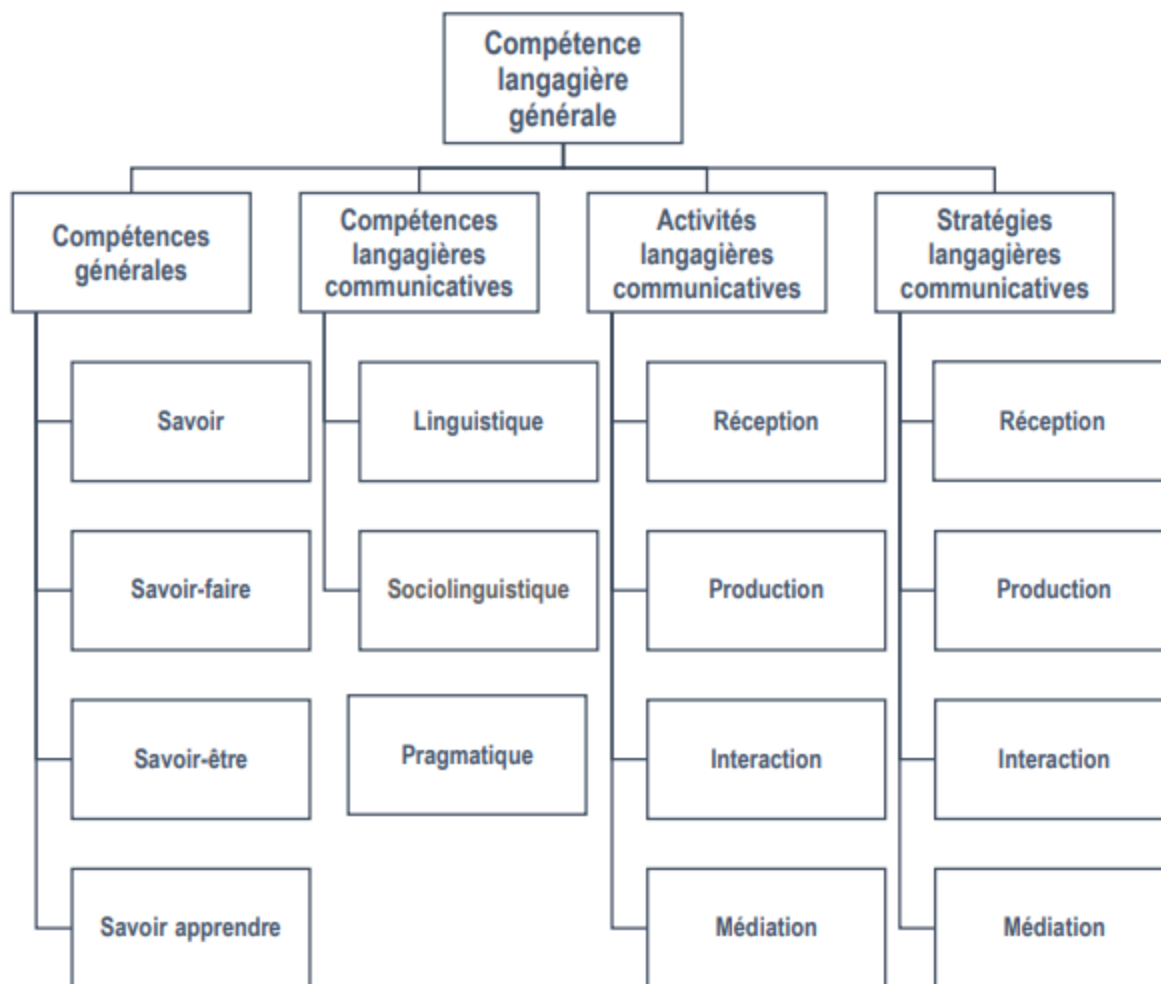 Compétence
langagière
générale
Compétences
générales
Compétences
langagières
communicatives
Activités
langagières
communicatives
Stratégies
langagières
communicatives
Savoir
Linguistique
Réception
Réception
Savoir-faire
Sociolinguistique
Production
Production
Savoir-être
Pragmatique
Interaction
Interaction
Savoir apprendre
Médiation
Médiation